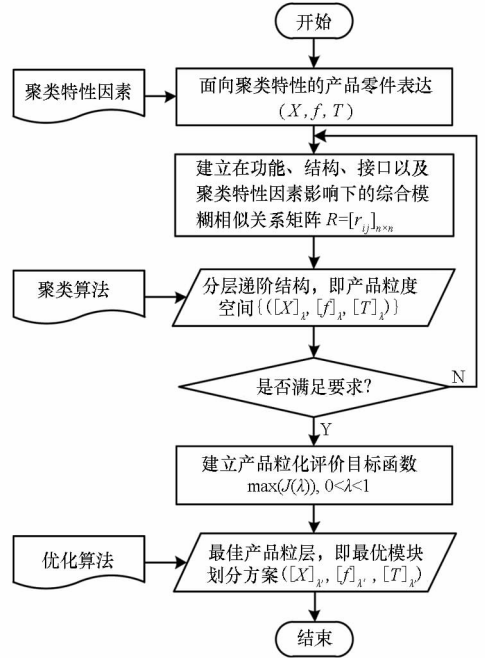 开始
聚类特性因素
面向聚类特性的产品零件表达
(X,f,T)
建立在功能、结构、接口以及
聚类特性因素影响下的综合模
糊相似关系矩阵 R=[r_{ij}]_{n×n}
聚类算法
分层递阶结构，即产品粒度
空间{([X]_λ,[f]_λ,[T]_λ)}
是否满足要求?
N
Y
建立产品粒化评价目标函数
max(J(λ)), 0<λ<1
优化算法
最佳产品粒层，即最优模块
划分方案([X]_{λ'},[f]_{λ'},[T]_{λ'})
结束